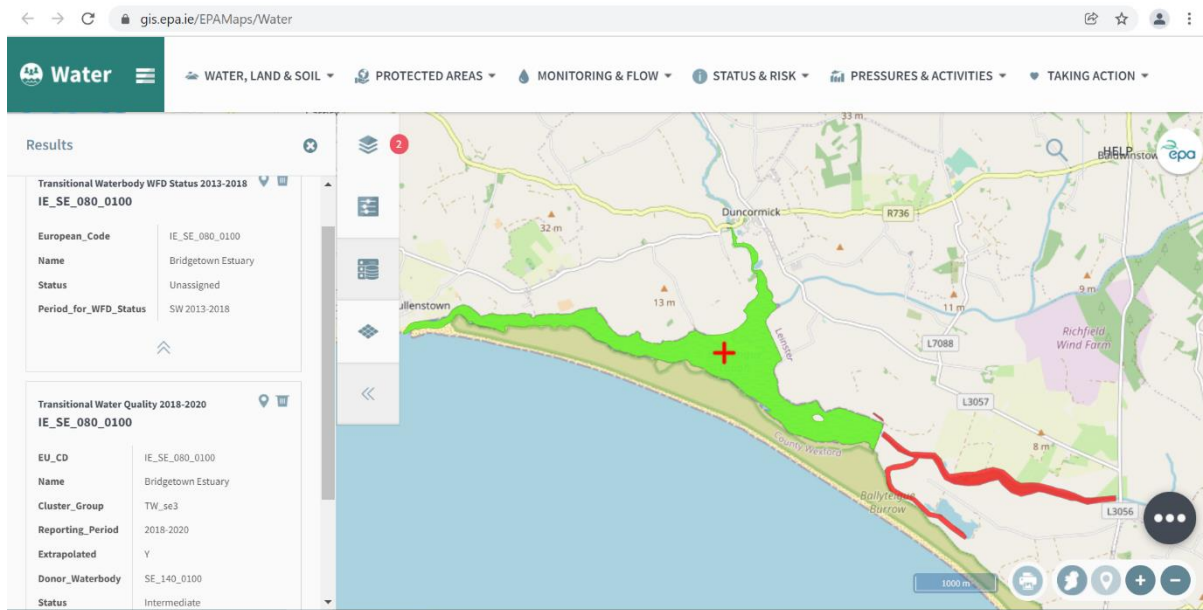 gis.epa.ie/EPAMaps/Water
Water
WATER, LAND & SOIL
PROTECTED AREAS
MONITORING & FLOW
STATUS & RISK
PRESSURES & ACTIVITIES
TAKING ACTION
Results
2
Transitional Waterbody WFD Status 2013-2018
IE_SE_080_0100
European_Code IE_SE_080_0100
Name Bridgetown Estuary
Status Unassigned
Period_for_WFD_Status SW 2013-2018
Transitional Water Quality 2018-2020
IE_SE_080_0100
EU_CD IE_SE_080_0100
Name Bridgetown Estuary
Cluster_Group TW_se3
Reporting_Period 2018-2020
Extrapolated Y
Donor_Waterbody SE_140_0100
Status Intermediate
33 m
HELP
epa
Duncormick
R736
32 m
13 m
ullenstown
9 m
11 m
Richfield
Wind Farm
Leinster
L7088
L3057
County Wexford
8 m
Ballyteigue
Burrow
L3056
1000 m